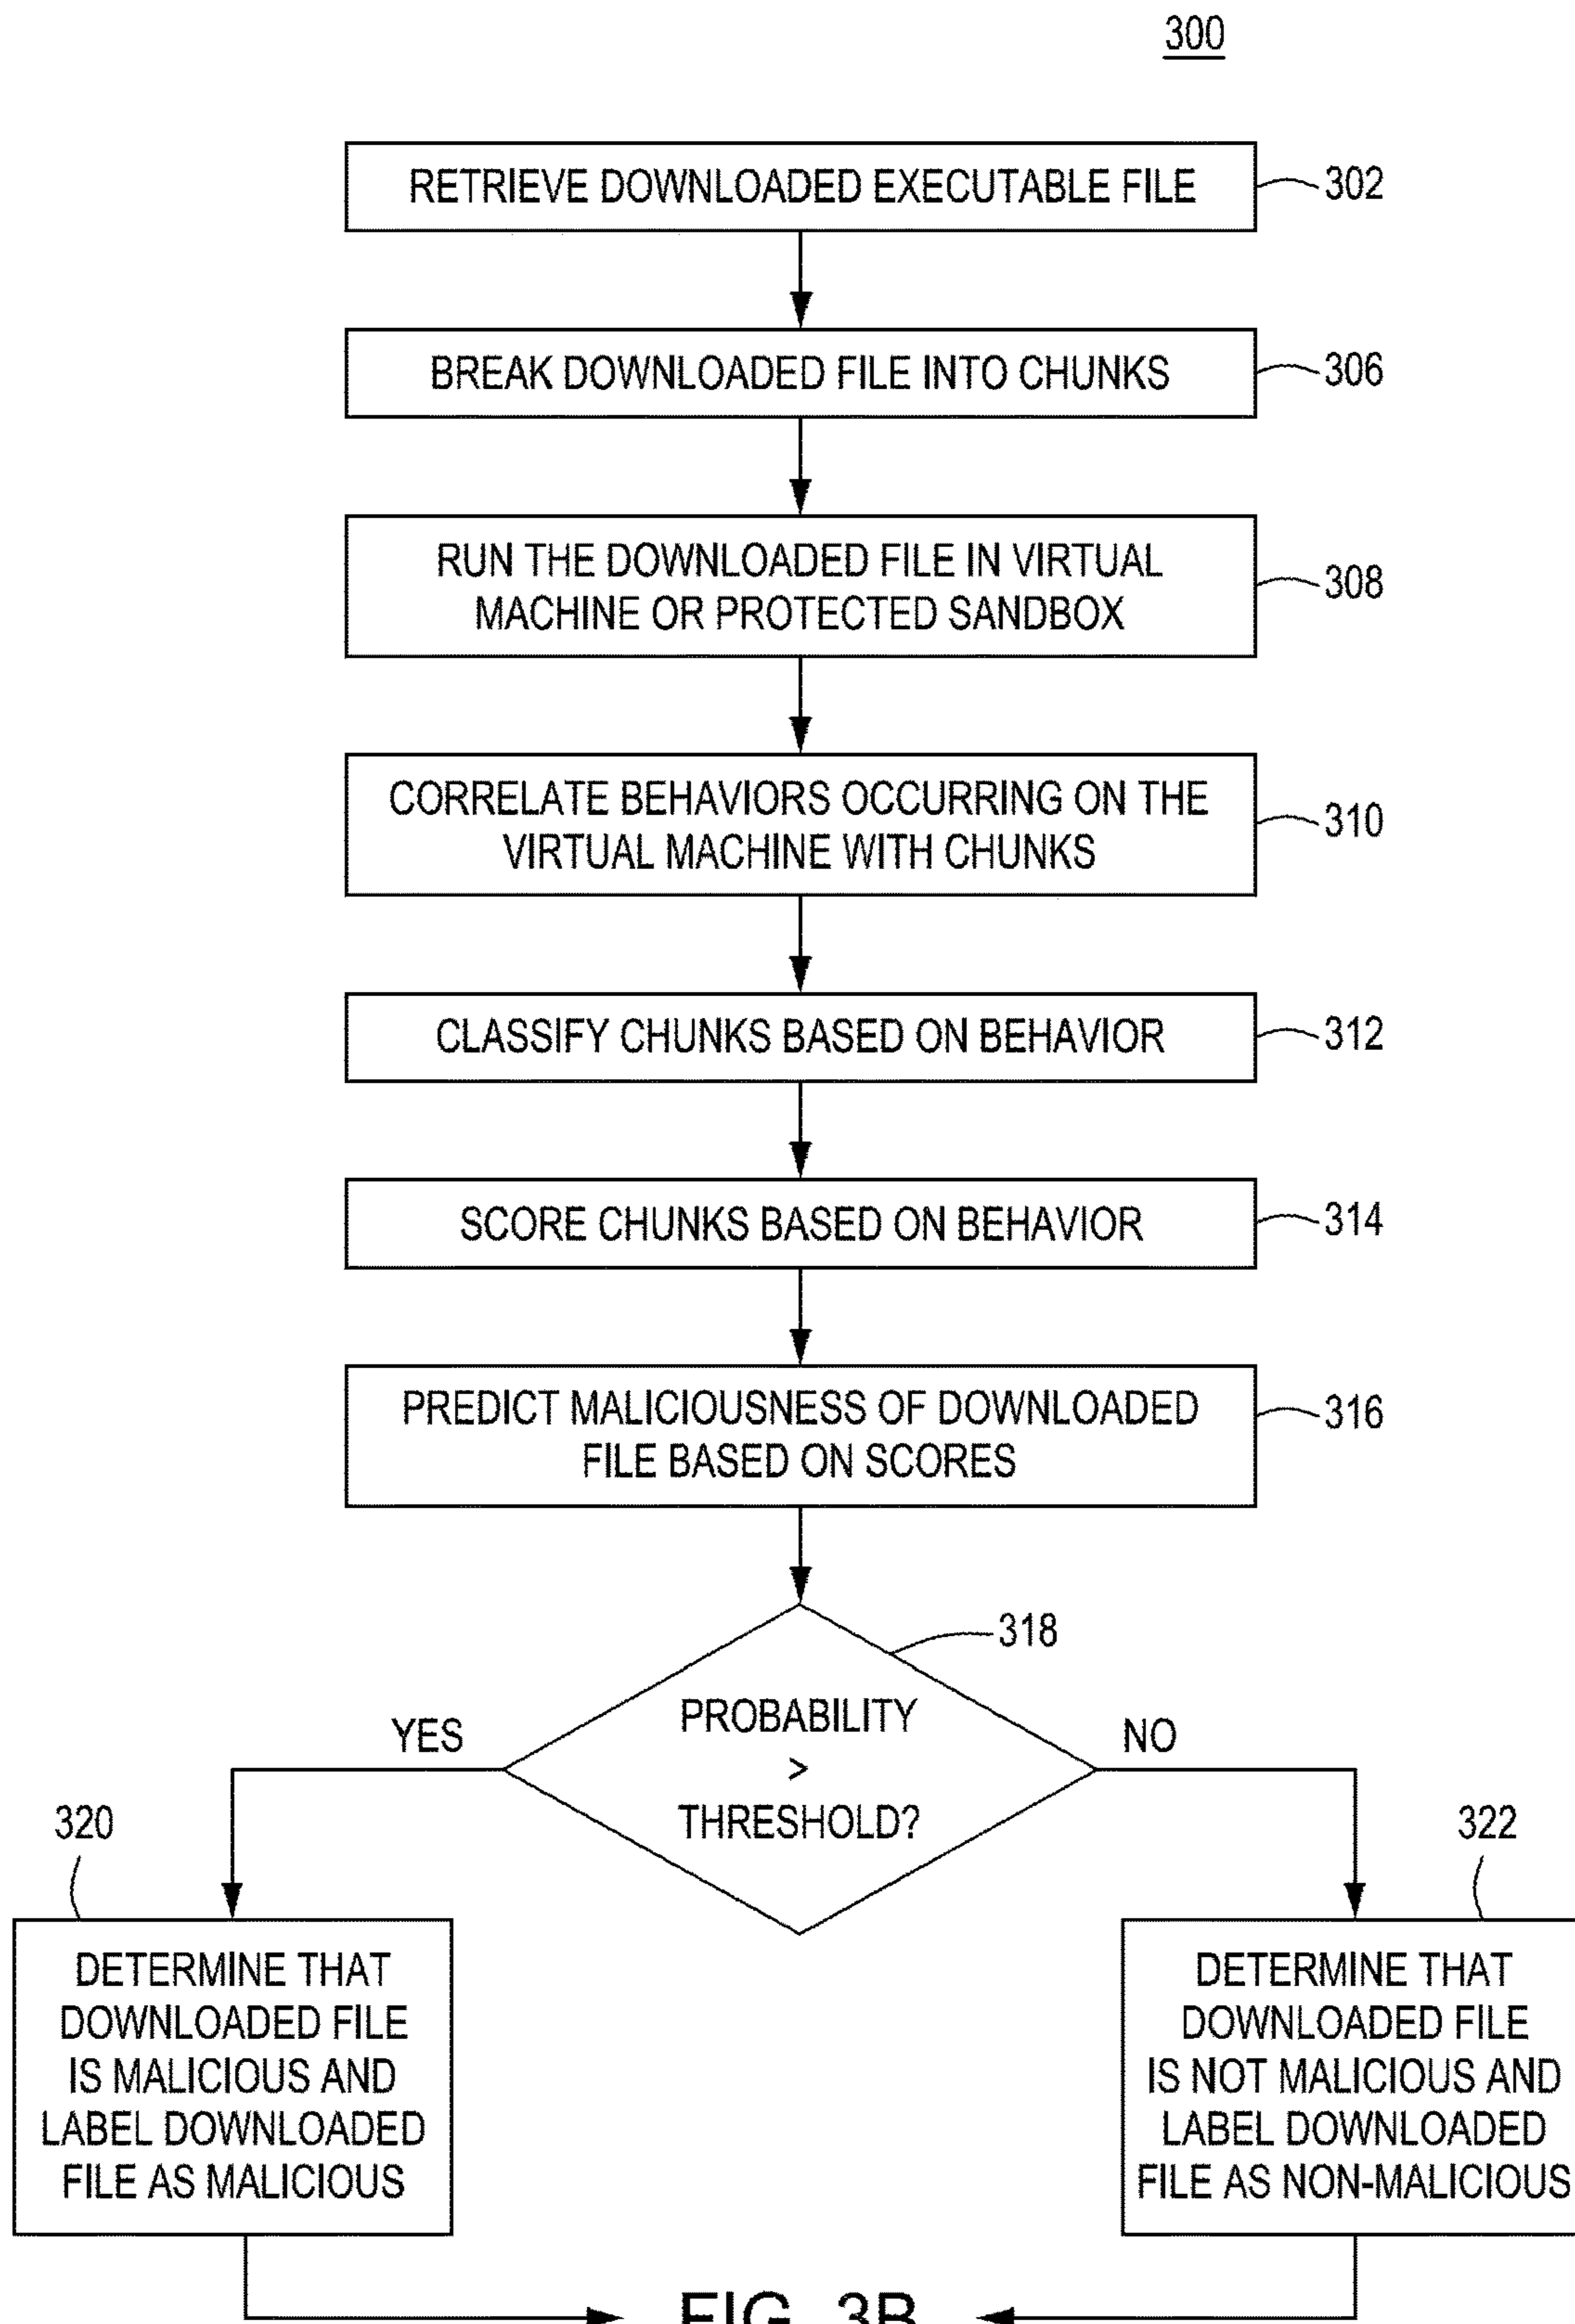 300
RETRIEVE DOWNLOADED EXECUTABLE FILE
302
BREAK DOWNLOADED FILE INTO CHUNKS
306
RUN THE DOWNLOADED FILE IN VIRTUAL
MACHINE OR PROTECTED SANDBOX
308
CORRELATE BEHAVIORS OCCURRING ON THE
VIRTUAL MACHINE WITH CHUNKS
310
CLASSIFY CHUNKS BASED ON BEHAVIOR
312
SCORE CHUNKS BASED ON BEHAVIOR
314
PREDICT MALICIOUSNESS OF DOWNLOADED
FILE BASED ON SCORES
316
318
PROBABILITY
>
THRESHOLD?
YES
NO
320
DETERMINE THAT
DOWNLOADED FILE
IS MALICIOUS AND
LABEL DOWNLOADED
FILE AS MALICIOUS
322
DETERMINE THAT
DOWNLOADED FILE
IS NOT MALICIOUS AND
LABEL DOWNLOADED
FILE AS NON-MALICIOUS
FIG. 3B